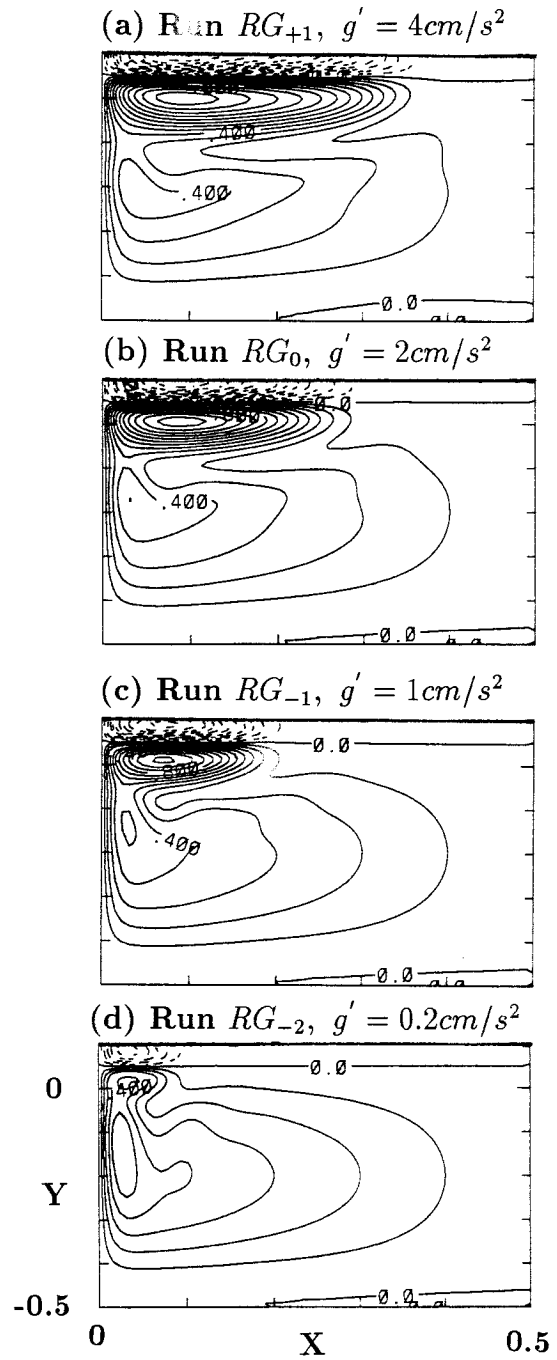 (a) Run RG₊₁, g′ = 4cm/s²
.400
.400
0.0
(b) Run RG₀, g′ = 2cm/s²
0.0
.400
0.0
(c) Run RG₋₁, g′ = 1cm/s²
0.0
.800
.400
0.0
(d) Run RG₋₂, g′ = 0.2cm/s²
0.0
.400
0
Y
0.0
-0.5
0 X 0.5